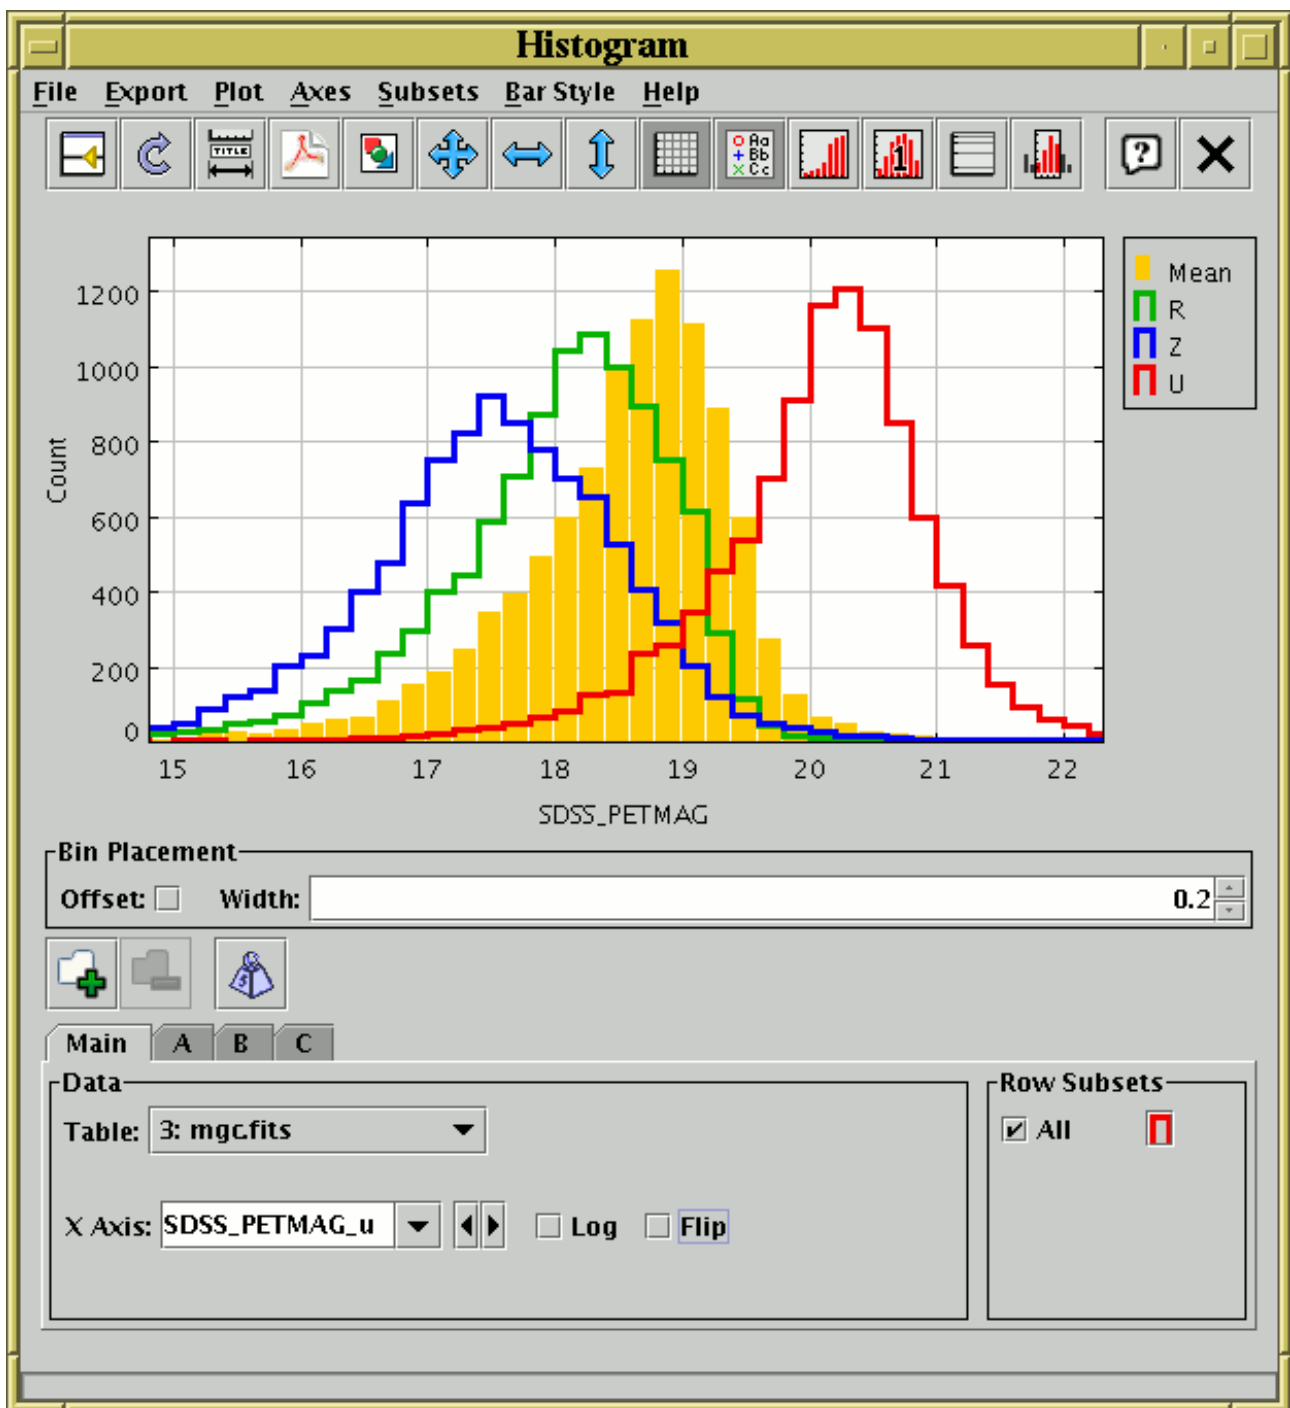 Histogram
File Export Plot Axes Subsets Bar Style Help
TITLE
Aa
Bb
Cc
1
?
1200
1000
800
600
400
200
0
Count
15 16 17 18 19 20 21 22
SDSS_PETMAG
Mean
R
Z
U
Bin Placement
Offset: Width: 0.2
5
Main A B C
Data
Table: 3: mgc.fits
X Axis: SDSS_PETMAG_u Log Flip
Row Subsets
All